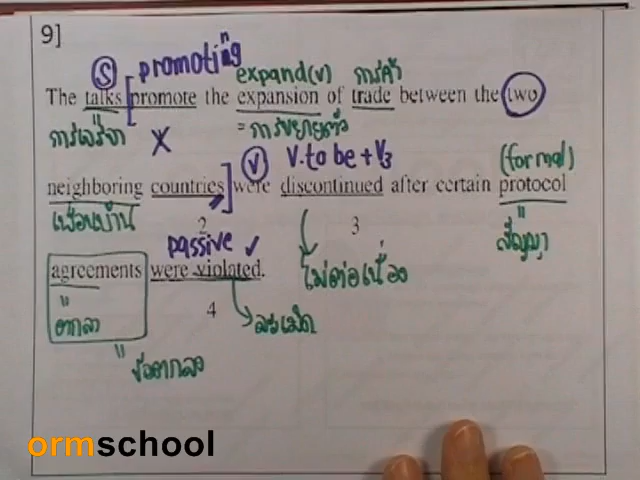 9]
promoting
Ⓢ
expand(v) การค้า
The talks [promote the expansion of trade between the two
การเจรจา X = การขยายตัว
Ⓥ V. to be + V3 (formal)
neighboring countries] were discontinued after certain protocol
เพื่อนบ้าน 2 3 สัญญา
passive ✓ ไม่ต่อเนื่อง
agreements were violated.
ตกลง 4 ละเมิด
ข้อตกลง
ormschool